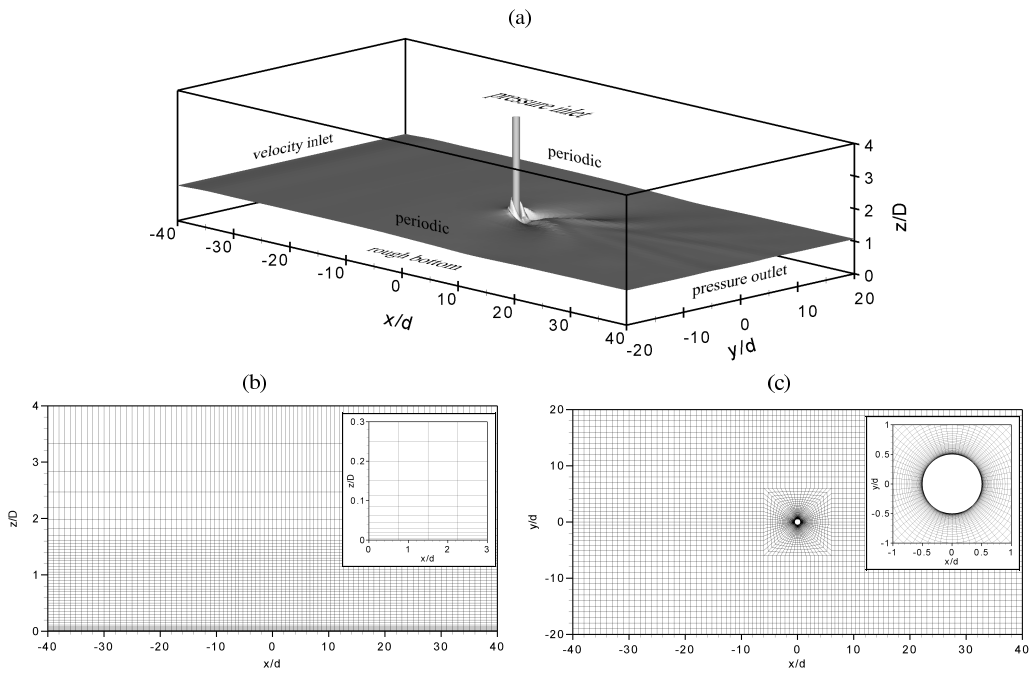 (a)
pressure inlet
velocity inlet
periodic
periodic
rough bottom
pressure outlet
4
3
2
1
0
z/D
-40
-30
-20
-10
0
10
20
30
40
x/d
-20
-10
0
10
20
y/d
(b)
4
3
2
1
0
z/D
-40 -30 -20 -10 0 10 20 30 40
x/d
0.3
0.2
0.1
0
z/D
0 1 2 3
x/d
(c)
20
10
0
-10
-20
y/d
-40 -30 -20 -10 0 10 20 30 40
x/d
1
0.5
0
-0.5
-1
y/d
-1 -0.5 0 0.5 1
x/d